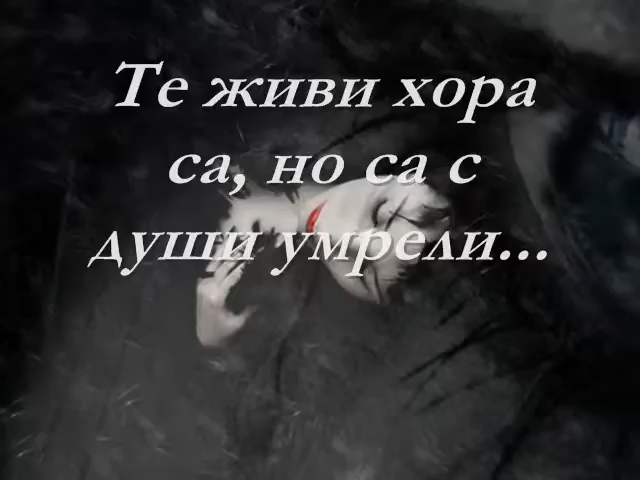 Те живи хора
са, но са с
души умрели...